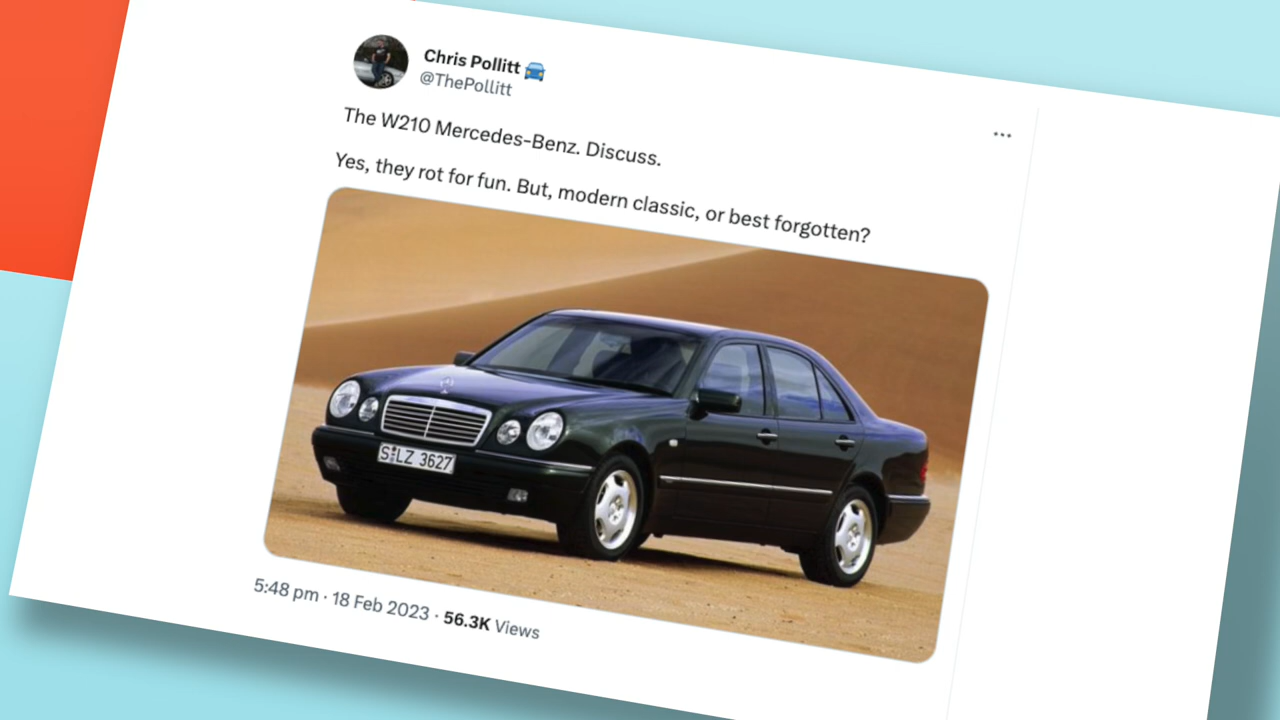 Chris Pollitt 🚙
@ThePollitt
The W210 Mercedes-Benz. Discuss.
Yes, they rot for fun. But, modern classic, or best forgotten?
S LZ 3627
5:48 pm · 18 Feb 2023 · 56.3K Views